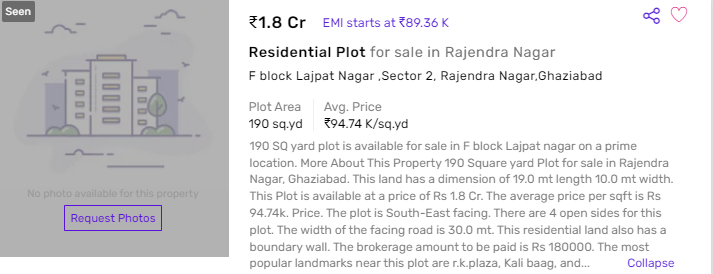 Seen
No photo available for this property
Request Photos
₹1.8 Cr EMI starts at ₹89.36 K
Residential Plot for sale in Rajendra Nagar
F block Lajpat Nagar ,Sector 2, Rajendra Nagar,Ghaziabad
Plot Area Avg. Price
190 sq.yd ₹94.74 K/sq.yd
190 SQ yard plot is available for sale in F block Lajpat nagar on a prime
location. More About This Property 190 Square yard Plot for sale in Rajendra
Nagar, Ghaziabad. This land has a dimension of 19.0 mt length 10.0 mt width.
This Plot is available at a price of Rs 1.8 Cr. The average price per sqft is Rs
94.74k. Price. The plot is South-East facing. There are 4 open sides for this
plot. The width of the facing road is 30.0 mt. This residential land also has a
boundary wall. The brokerage amount to be paid is Rs 180000. The most
popular landmarks near this plot are r.k.plaza, Kali baag, and... Collapse